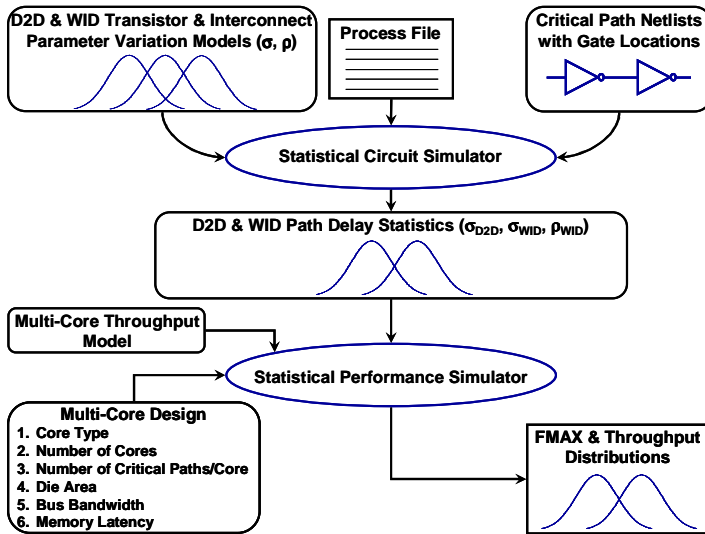 D2D & WID Transistor & Interconnect
Parameter Variation Models (σ, ρ)
Process File
Critical Path Netlists
with Gate Locations
Statistical Circuit Simulator
D2D & WID Path Delay Statistics (σD2D, σWID, ρWID)
Multi-Core Throughput
Model
Statistical Performance Simulator
Multi-Core Design
1. Core Type
2. Number of Cores
3. Number of Critical Paths/Core
4. Die Area
5. Bus Bandwidth
6. Memory Latency
FMAX & Throughput
Distributions